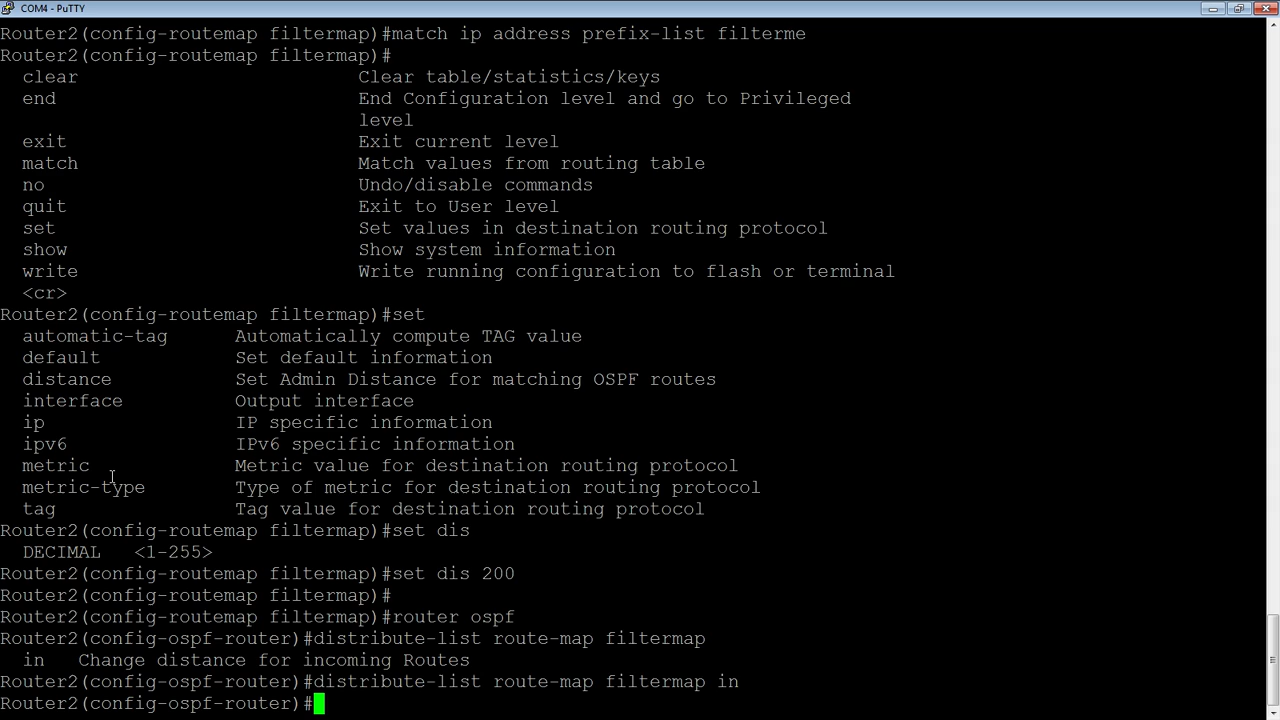 COM4 - PuTTY
Router2(config-routemap filtermap)#match ip address prefix-list filterme
Router2(config-routemap filtermap)#
clear Clear table/statistics/keys
end End Configuration level and go to Privileged
level
exit Exit current level
match Match values from routing table
no Undo/disable commands
quit Exit to User level
set Set values in destination routing protocol
show Show system information
write Write running configuration to flash or terminal
<cr>
Router2(config-routemap filtermap)#set
automatic-tag Automatically compute TAG value
default Set default information
distance Set Admin Distance for matching OSPF routes
interface Output interface
ip IP specific information
ipv6 IPv6 specific information
metric Metric value for destination routing protocol
metric-type Type of metric for destination routing protocol
tag Tag value for destination routing protocol
Router2(config-routemap filtermap)#set dis
DECIMAL <1-255>
Router2(config-routemap filtermap)#set dis 200
Router2(config-routemap filtermap)#
Router2(config-routemap filtermap)#router ospf
Router2(config-ospf-router)#distribute-list route-map filtermap
in Change distance for incoming Routes
Router2(config-ospf-router)#distribute-list route-map filtermap in
Router2(config-ospf-router)#